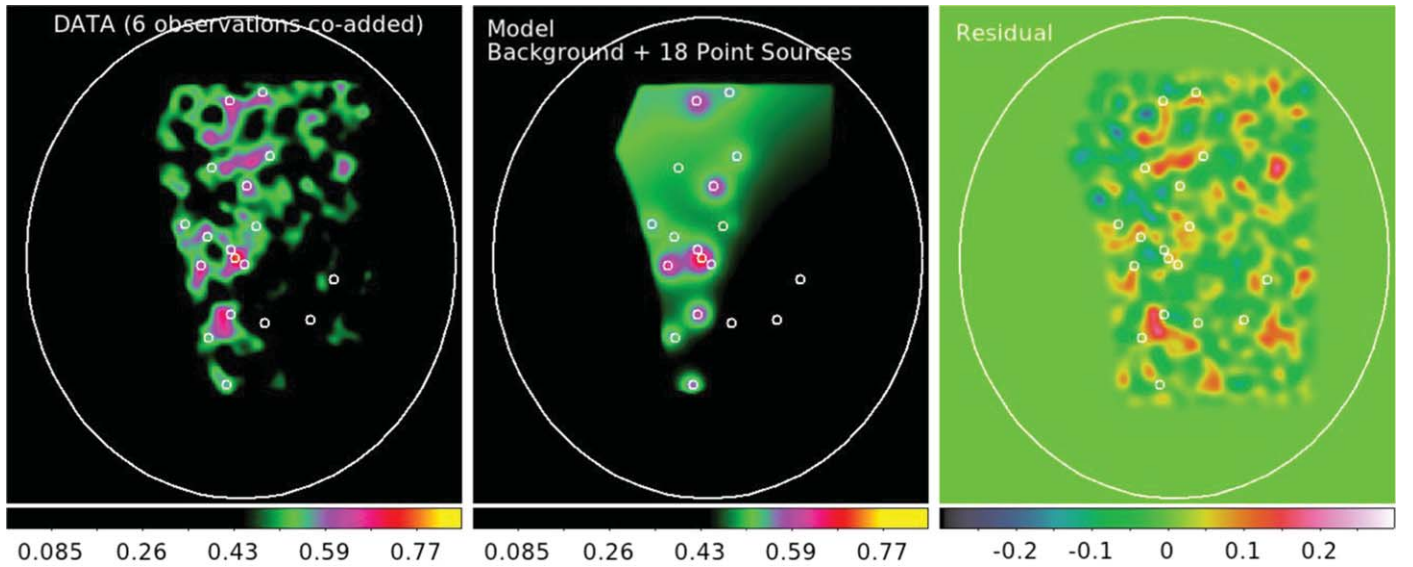 DATA (6 observations co-added)
Model
Background + 18 Point Sources
Residual
0.085 0.26 0.43 0.59 0.77
0.085 0.26 0.43 0.59 0.77
-0.2 -0.1 0 0.1 0.2